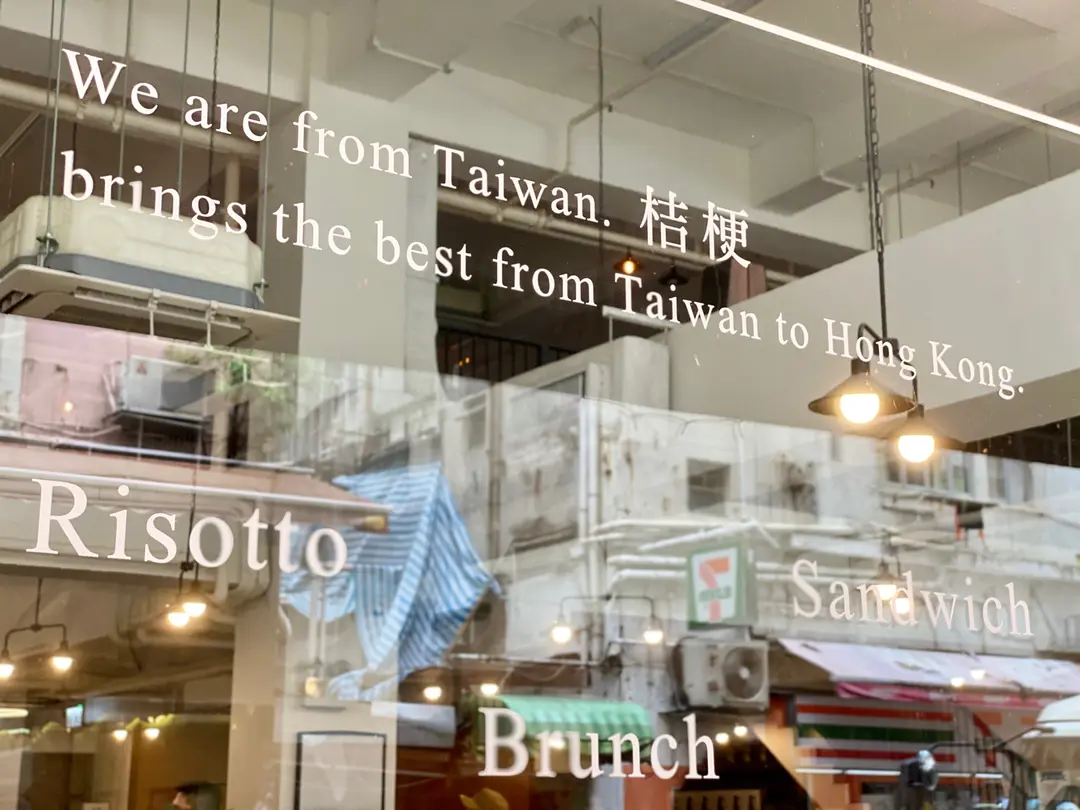 We are from Taiwan. 桔梗
brings the best from Taiwan to Hong Kong.
Risotto
Sandwich
Brunch